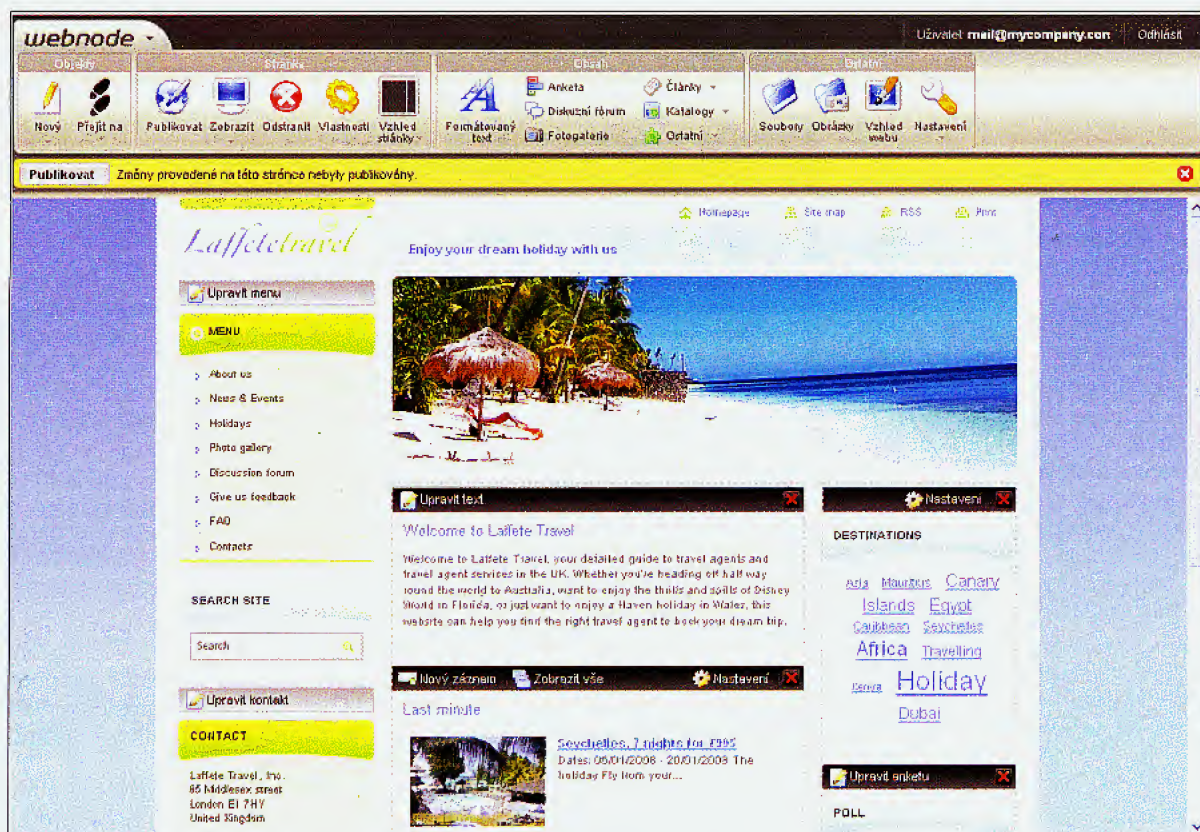 webnode
Uživatel: mail@mycompany.com Odhlásit
Objekty Stránka Obsah Ostatní
Nový Přejít na Publikovat Zobrazit Odstranit Vlastnosti Vzhled stránky
Formátovaný text
Anketa
Diskuzní fórum
Fotogalerie
Články
Katalogy
Ostatní
Soubory Obrázky Vzhled webu Nastavení
Publikovat Změny provedené na této stránce nebyly publikovány.
Homepage Site map RSS Print
Laffetetravel
Enjoy your dream holiday with us
Upravit menu
MENU
About us
News & Events
Holidays
Photo gallery
Discussion forum
Give us feedback
FAQ
Contacts
SEARCH SITE
Search
Upravit kontakt
CONTACT
Laffete Travel, Inc.
85 Middlesex street
London E1 7HV
United Kingdom
Upravit text
Welcome to Laffete Travel
Welcome to Laffete Travel, your detailed guide to travel agents and
travel agent services in the UK. Whether you're heading off half way
round the world to Australia, want to enjoy the thrills and spills of Disney
World in Florida, or just want to enjoy a Haven holiday in Wales, this
website can help you find the right travel agent to book your dream trip.
Nový záznam Zobrazit vše Nastavení
Last minute
Seychelles, 7 nights for £995
Dates: 06/01/2008 - 20/01/2008 The
holiday Fly from your...
Nastavení
DESTINATIONS
Asia Mauritius Canary
Islands Egypt
Caribbean Seychelles
Africa Travelling
Kenya Holiday
Dubai
Upravit anketu
POLL